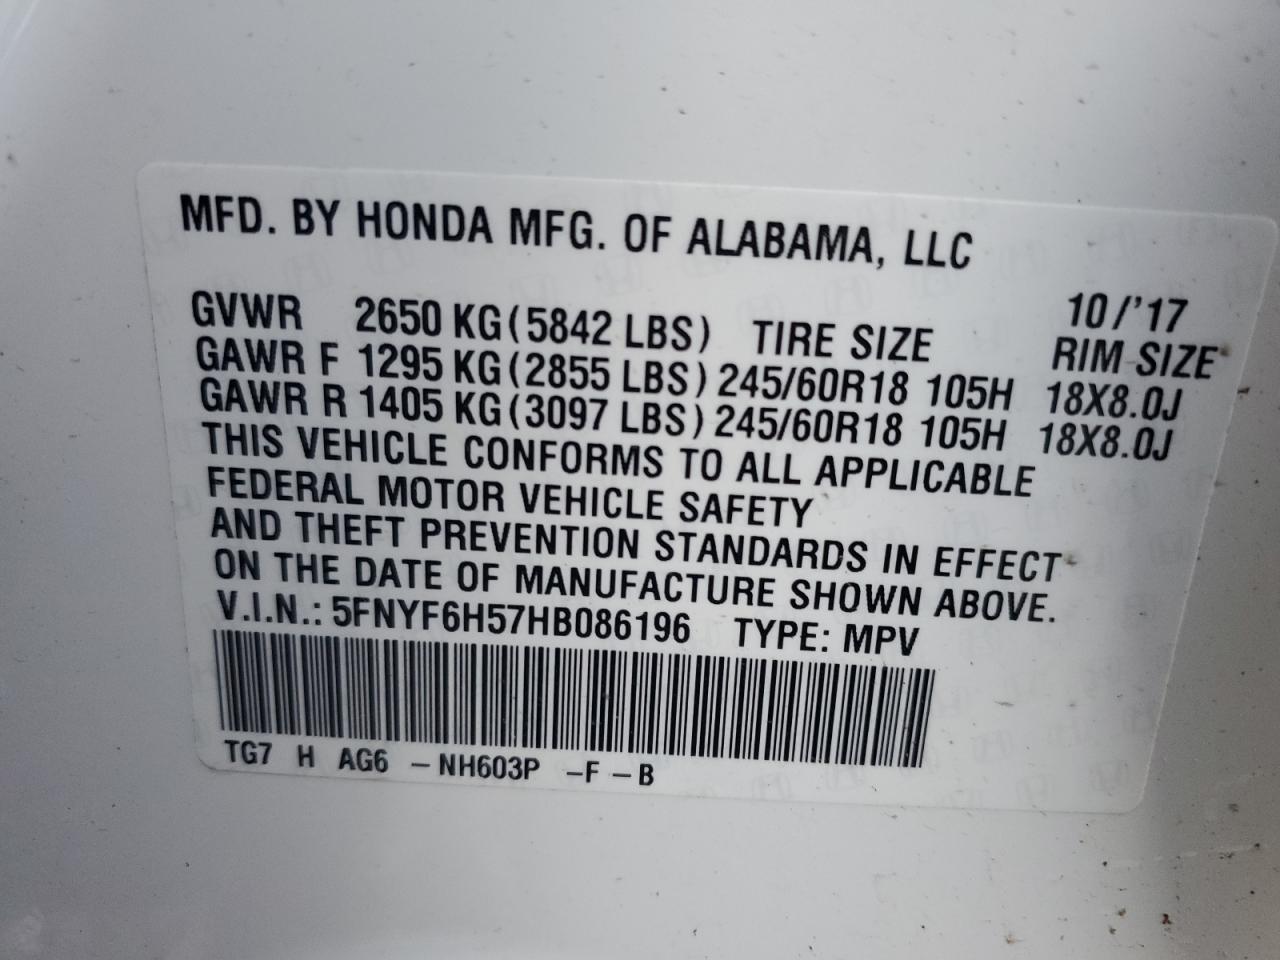 MFD. BY HONDA MFG. OF ALABAMA, LLC
10/'17
GVWR 2650 KG (5842 LBS) TIRE SIZE RIM SIZE
GAWR F 1295 KG (2855 LBS) 245/60R18 105H 18X8.0J
GAWR R 1405 KG (3097 LBS) 245/60R18 105H 18X8.0J
THIS VEHICLE CONFORMS TO ALL APPLICABLE
FEDERAL MOTOR VEHICLE SAFETY
AND THEFT PREVENTION STANDARDS IN EFFECT
ON THE DATE OF MANUFACTURE SHOWN ABOVE.
V.I.N.: 5FNYF6H57HB086196 TYPE: MPV
TG7 H AG6 -NH603P -F-B